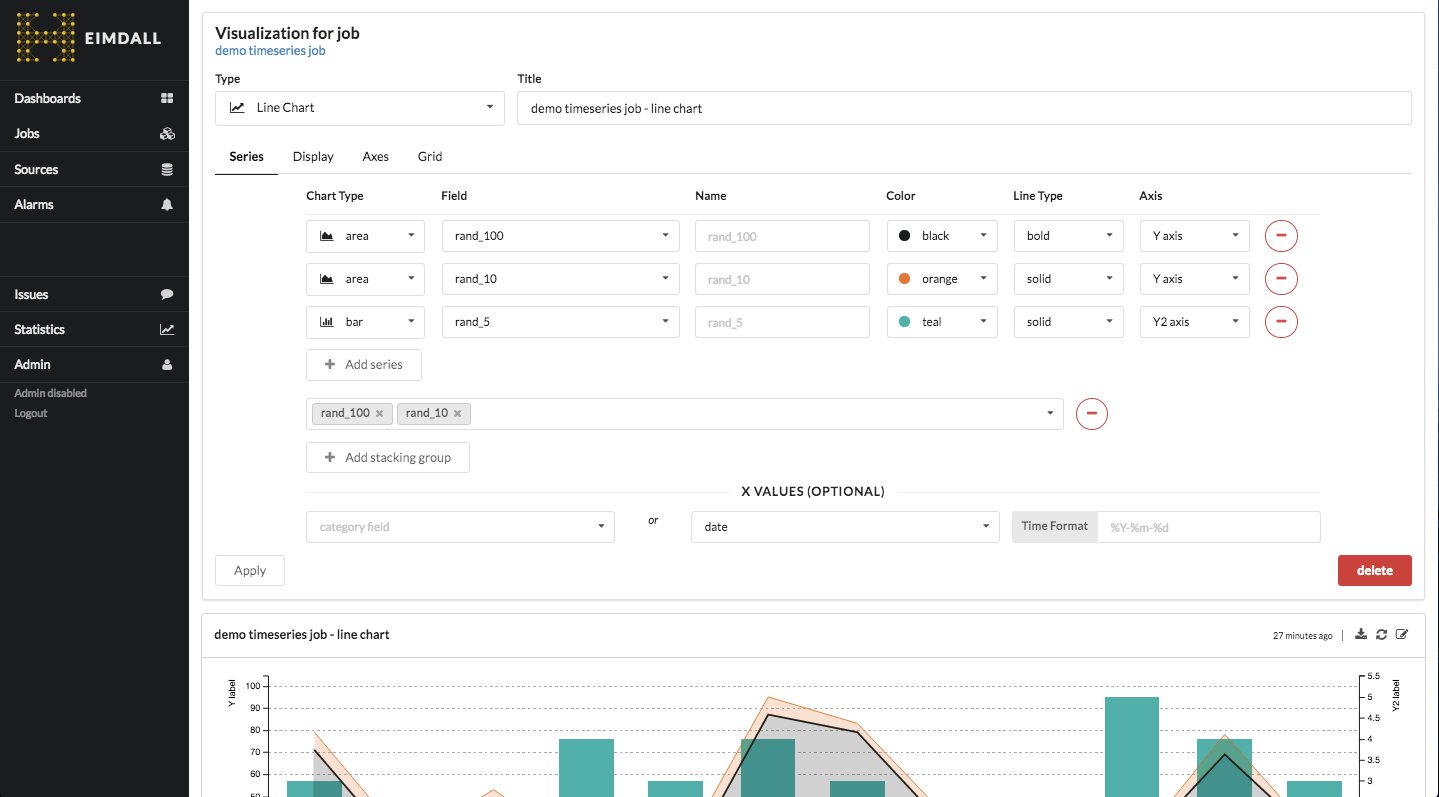 EIMDALL
Dashboards
Jobs
Sources
Alarms
Issues
Statistics
Admin
Admin disabled
Logout
Visualization for job
demo timeseries job
Type Title
Line Chart demo timeseries job - line chart
Series Display Axes Grid
Chart Type Field Name Color Line Type Axis
area rand_100 rand_100 black bold Y axis
area rand_10 rand_10 orange solid Y axis
bar rand_5 rand_5 teal solid Y2 axis
Add series
rand_100 rand_10
Add stacking group
X VALUES (OPTIONAL)
category field or date Time Format %Y-%m-%d
Apply delete
demo timeseries job - line chart 27 minutes ago
Y label
100
90
80
70
60
50
5.5
5
4.5
4
3.5
3
Y2 label